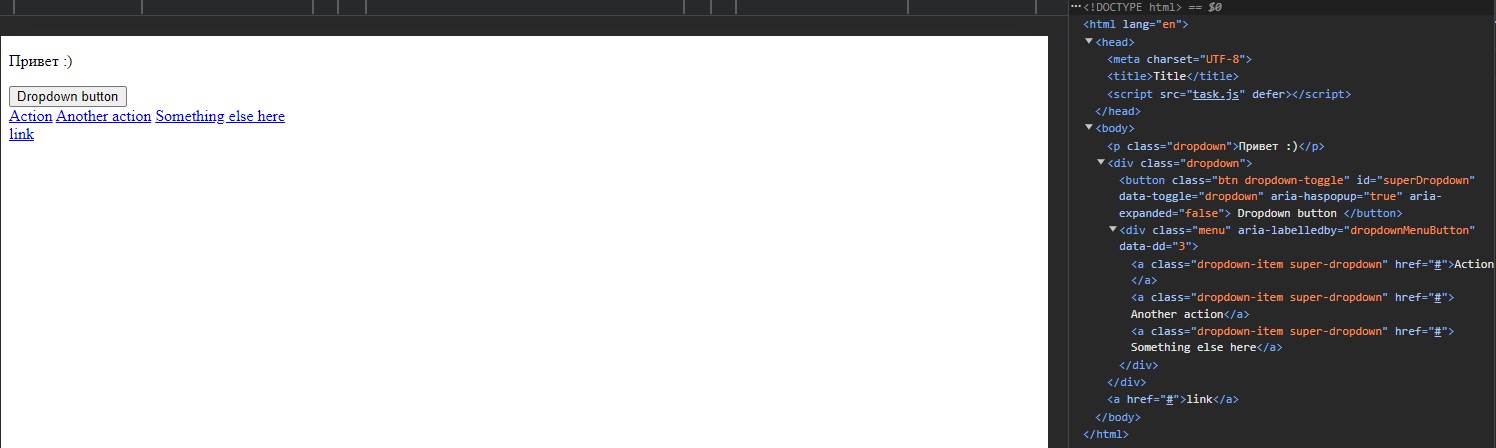 Привет :)
Dropdown button
Action Another action Something else here
link
···<!DOCTYPE html> == $0
<html lang="en">
▼<head>
<meta charset="UTF-8">
<title>Title</title>
<script src="task.js" defer></script>
</head>
▼<body>
<p class="dropdown">Привет :)</p>
▼<div class="dropdown">
<button class="btn dropdown-toggle" id="superDropdown"
data-toggle="dropdown" aria-haspopup="true" aria-
expanded="false"> Dropdown button </button>
▼<div class="menu" aria-labelledby="dropdownMenuButton"
data-dd="3">
<a class="dropdown-item super-dropdown" href="#">Action
</a>
<a class="dropdown-item super-dropdown" href="#">
Another action</a>
<a class="dropdown-item super-dropdown" href="#">
Something else here</a>
</div>
</div>
<a href="#">link</a>
</body>
</html>